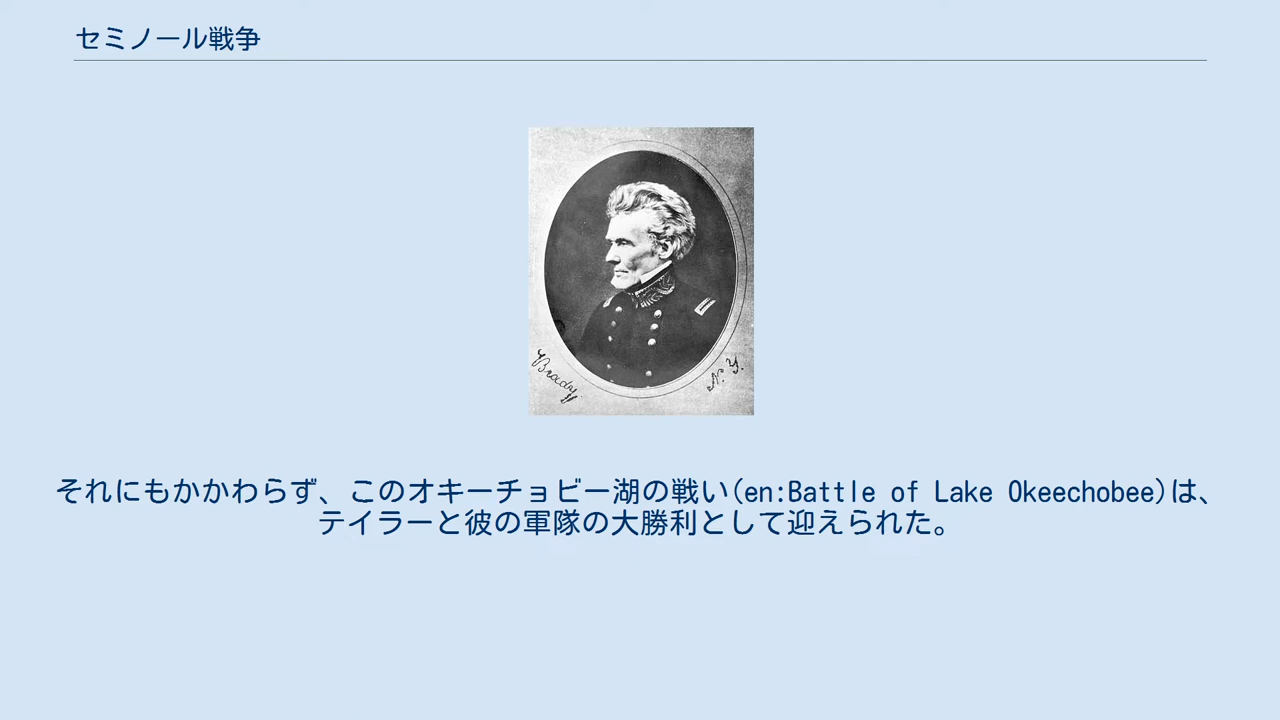 セミノール戦争
Brady
N.Y.
それにもかかわらず、このオキーチョビー湖の戦い(en:Battle of Lake Okeechobee)は、
テイラーと彼の軍隊の大勝利として迎えられた。